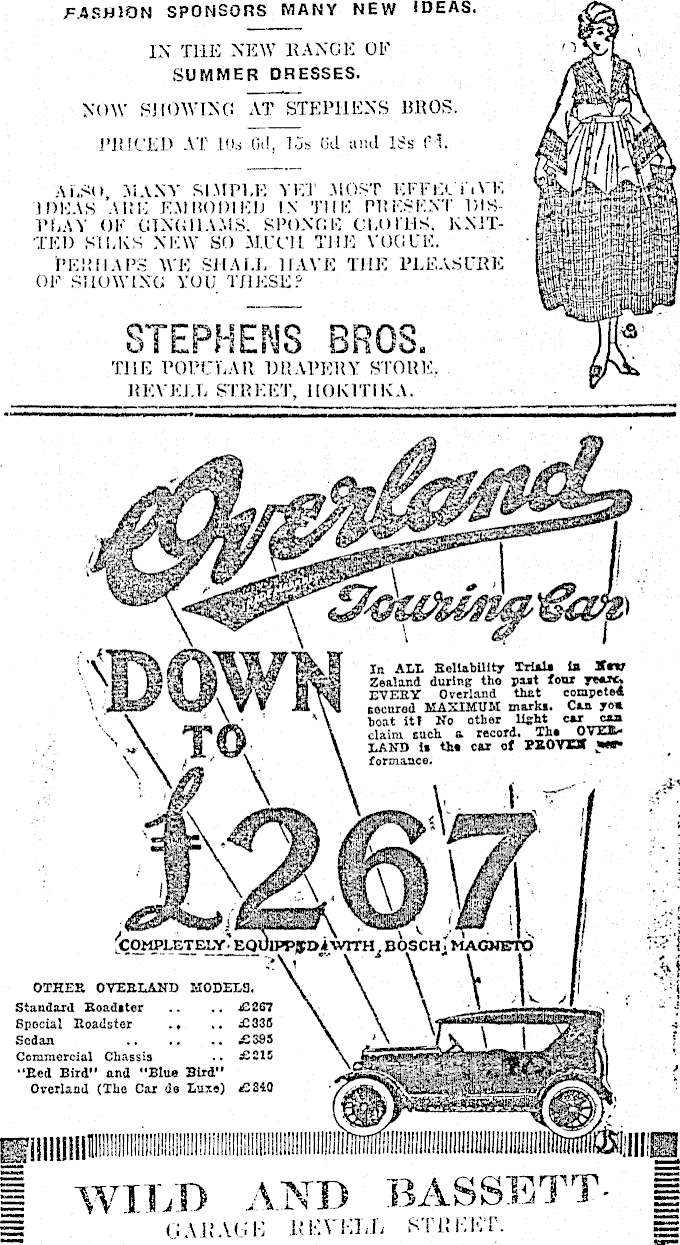 FASHION SPONSORS MANY NEW IDEAS.
IN THE NEW RANGE OF
SUMMER DRESSES.
NOW SHOWING AT STEPHENS BROS.
PRICED AT 10s 6d, 15s 6d and 18s 6d.
ALSO, MANY SIMPLE YET MOST EFFECTIVE
IDEAS ARE EMBODIED IN THE PRESENT DIS-
PLAY OF GINGHAMS, SPONGE CLOTHS, KNIT-
TED SILKS NEW SO MUCH THE VOGUE.
PERHAPS WE SHALL HAVE THE PLEASURE
OF SHOWING YOU THESE?
STEPHENS BROS.
THE POPULAR DRAPERY STORE,
REVELL STREET, HOKITIKA.
Overland
Touring Car
DOWN
TO
£267
In ALL Reliability Trials in New
Zealand during the past four years,
EVERY Overland that competed
secured MAXIMUM marks. Can you
beat it? No other light car can
claim such a record. The OVER-
LAND is the car of PROVEN per-
formance.
COMPLETELY EQUIPPED WITH BOSCH MAGNETO
OTHER OVERLAND MODELS.
Standard Roadster .. .. £267
Special Roadster .. .. £335
Sedan .. .. .. £395
Commercial Chassis .. £215
"Red Bird" and "Blue Bird"
Overland (The Car de Luxe) £340
WILD AND BASSETT.
GARAGE REVELL STREET.